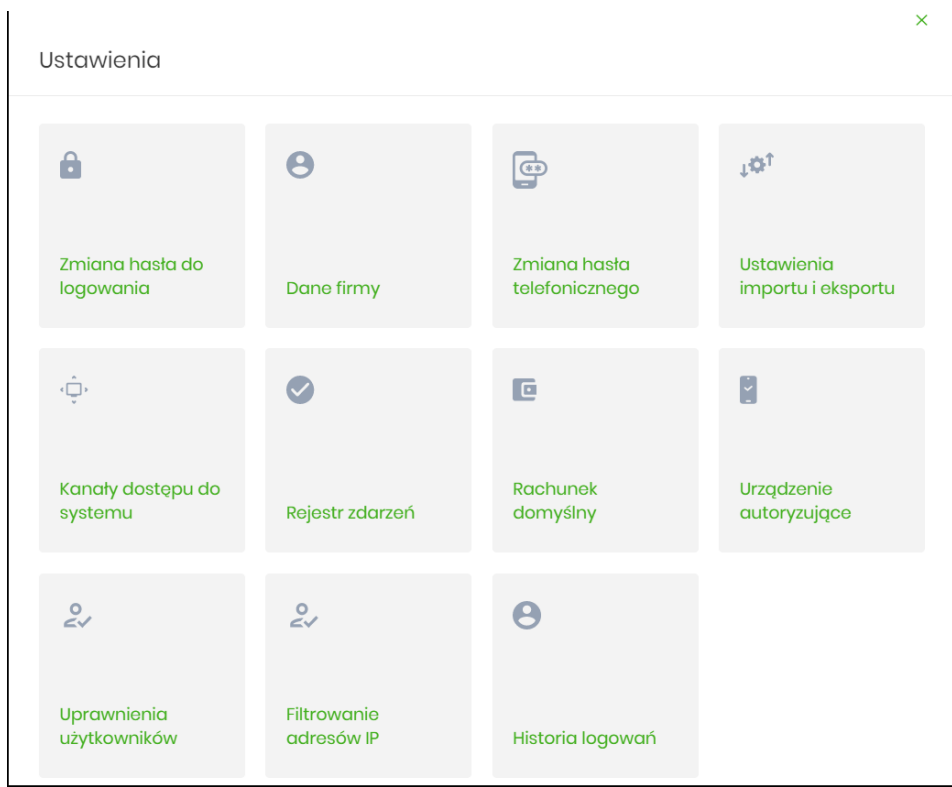 Ustawienia
Zmiana hasła do
logowania
Dane firmy
Zmiana hasła
telefonicznego
Ustawienia
importu i eksportu
Kanały dostępu do
systemu
Rejestr zdarzeń
Rachunek
domyślny
Urządzenie
autoryzujące
Uprawnienia
użytkowników
Filtrowanie
adresów IP
Historia logowań